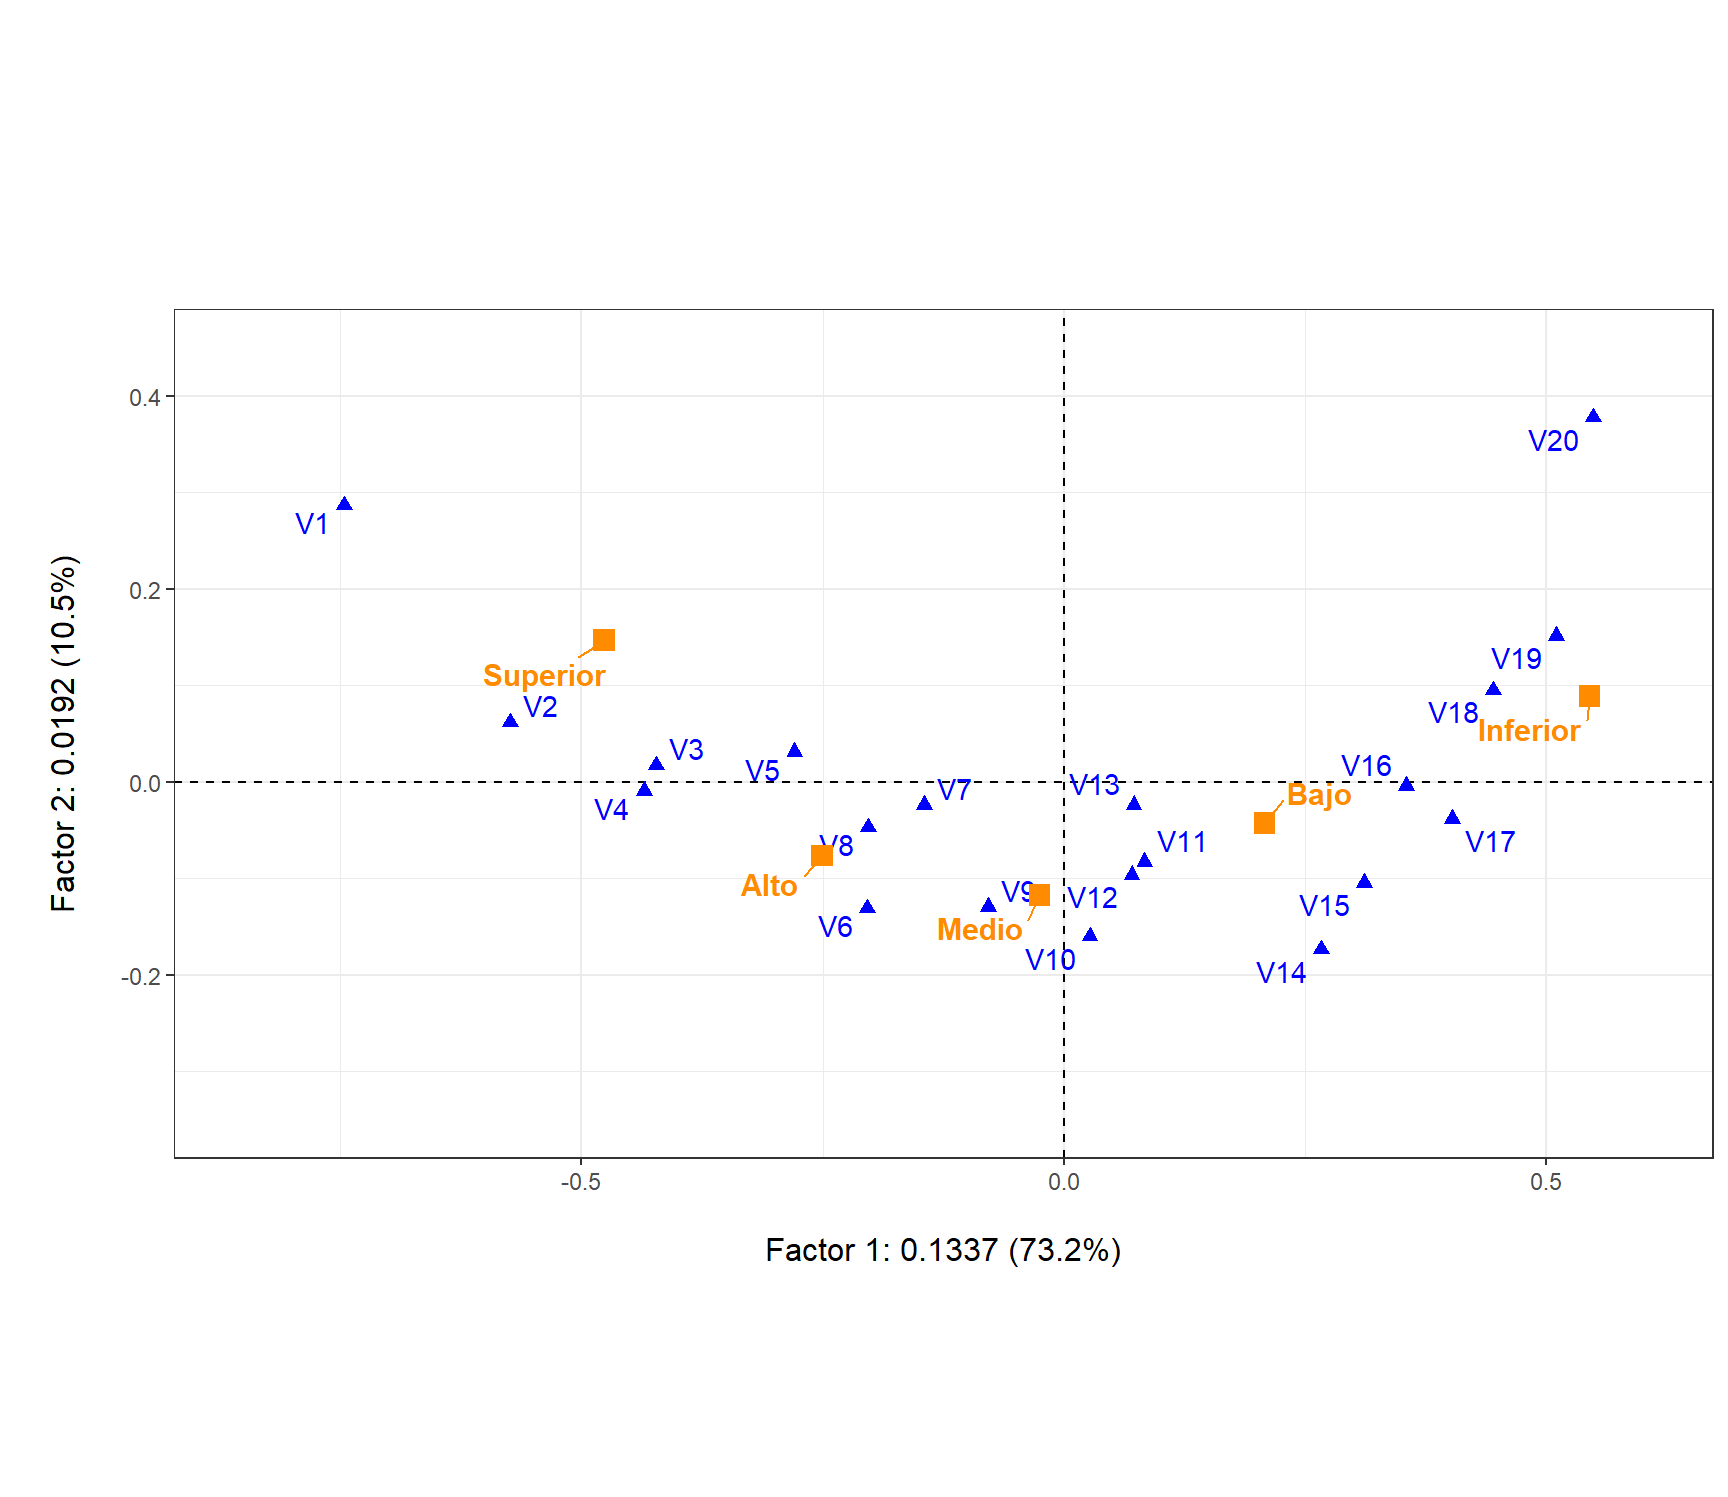 0.4
V20
V1
0.2
V19
Superior
V2
V18
Inferior
V3
V16
V5
V7
V13
Bajo
0.0
V4
V8
V11
V17
Alto
V9
V12
V15
V6
Medio
V10
V14
-0.2
-0.5
0.0
0.5
Factor 1: 0.1337 (73.2%)
Factor 2: 0.0192 (10.5%)